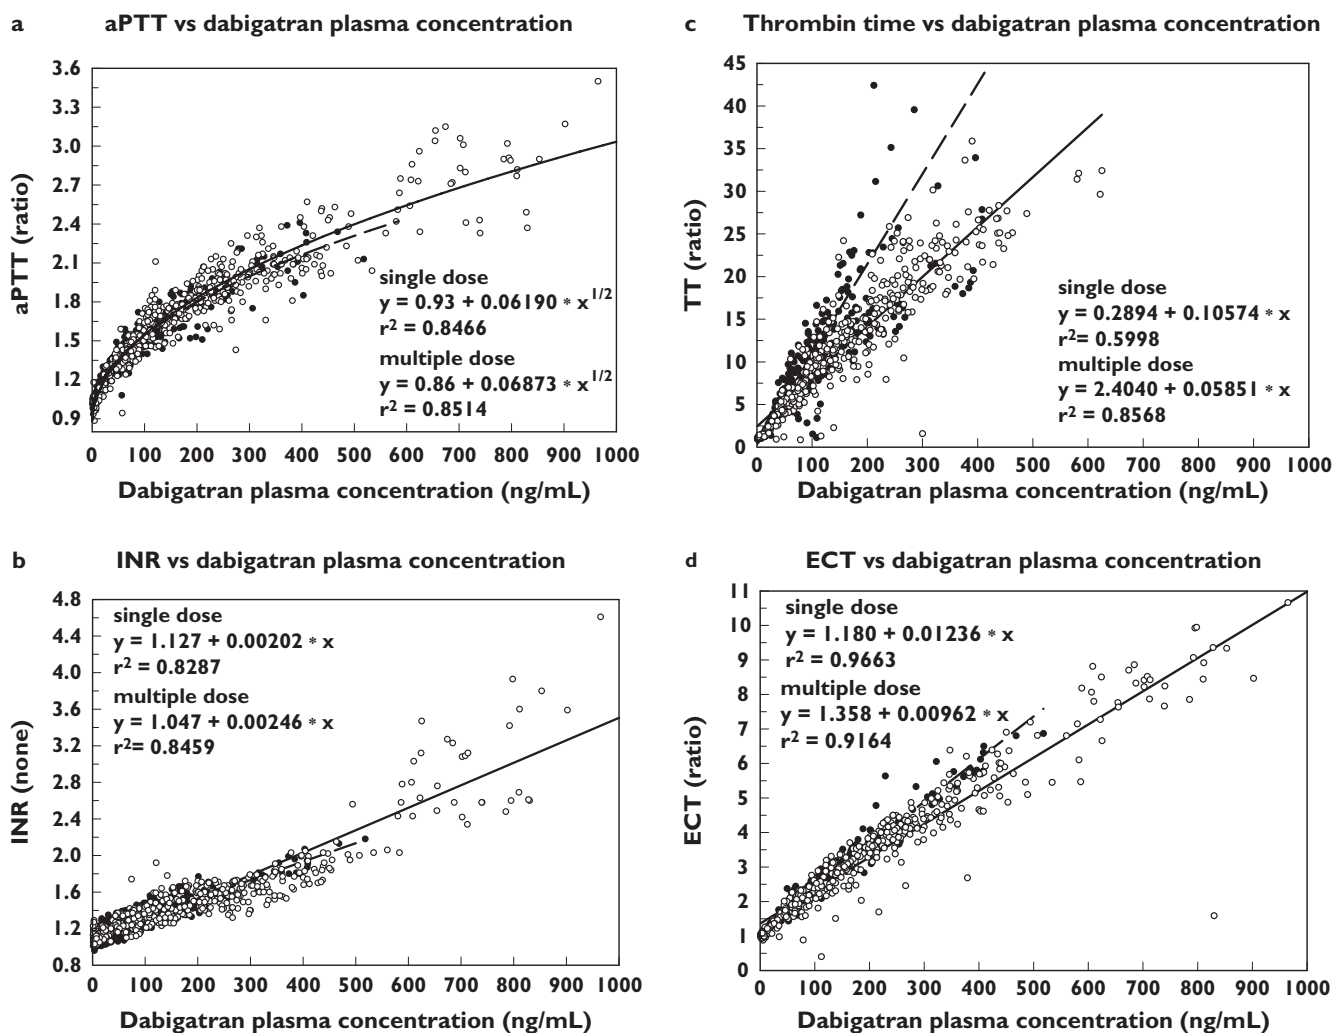 a aPTT vs dabigatran plasma concentration
3.6
3.3
3.0
2.7
2.4
2.1
1.8
1.5
1.2
0.9
aPTT (ratio)
single dose
y = 0.93 + 0.06190 * x^1/2
r² = 0.8466
multiple dose
y = 0.86 + 0.06873 * x^1/2
r² = 0.8514
0 100 200 300 400 500 600 700 800 900 1000
Dabigatran plasma concentration (ng/mL)
c Thrombin time vs dabigatran plasma concentration
45
40
35
30
25
20
15
10
5
0
TT (ratio)
single dose
y = 0.2894 + 0.10574 * x
r² = 0.5998
multiple dose
y = 2.4040 + 0.05851 * x
r² = 0.8568
0 100 200 300 400 500 600 700 800 900 1000
Dabigatran plasma concentration (ng/mL)
b INR vs dabigatran plasma concentration
4.8
4.4
4.0
3.6
3.2
2.8
2.4
2.0
1.6
1.2
0.8
INR (none)
single dose
y = 1.127 + 0.00202 * x
r² = 0.8287
multiple dose
y = 1.047 + 0.00246 * x
r² = 0.8459
0 100 200 300 400 500 600 700 800 900 1000
Dabigatran plasma concentration (ng/mL)
d ECT vs dabigatran plasma concentration
11
10
9
8
7
6
5
4
3
2
1
0
ECT (ratio)
single dose
y = 1.180 + 0.01236 * x
r² = 0.9663
multiple dose
y = 1.358 + 0.00962 * x
r² = 0.9164
0 100 200 300 400 500 600 700 800 900 1000
Dabigatran plasma concentration (ng/mL)